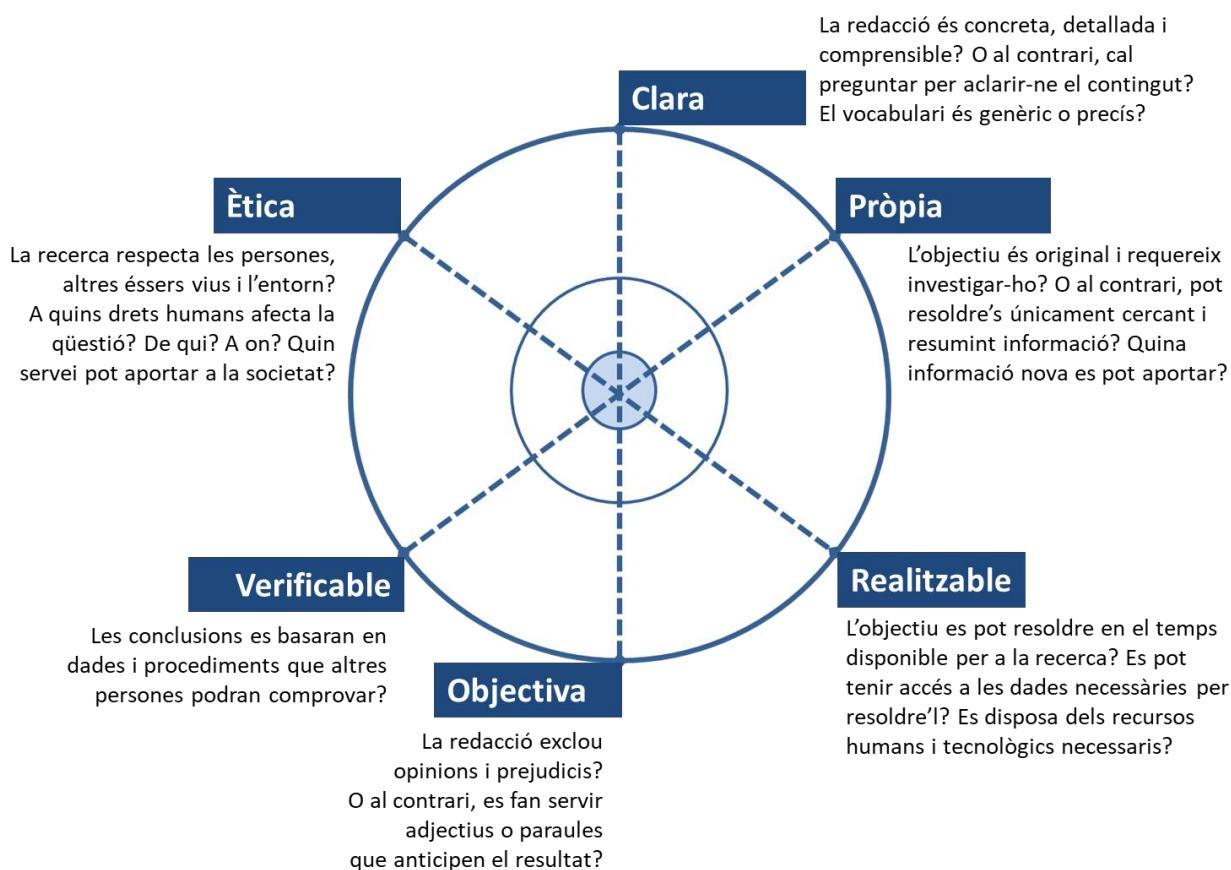 Clara
La redacció és concreta, detallada i
comprensible? O al contrari, cal
preguntar per aclarir-ne el contingut?
El vocabulari és genèric o precís?
Pròpia
L'objectiu és original i requereix
investigar-ho? O al contrari, pot
resoldre's únicament cercant i
resumint informació? Quina
informació nova es pot aportar?
Realitzable
L'objectiu es pot resoldre en el temps
disponible per a la recerca? Es pot
tenir accés a les dades necessàries per
resoldre'l? Es disposa dels recursos
humans i tecnològics necessaris?
Objectiva
La redacció exclou
opinions i prejudicis?
O al contrari, es fan servir
adjectius o paraules
que anticipen el resultat?
Verificable
Les conclusions es basaran en
dades i procediments que altres
persones podran comprovar?
Ètica
La recerca respecta les persones,
altres éssers vius i l'entorn?
A quins drets humans afecta la
qüestió? De qui? A on? Quin
servei pot aportar a la societat?